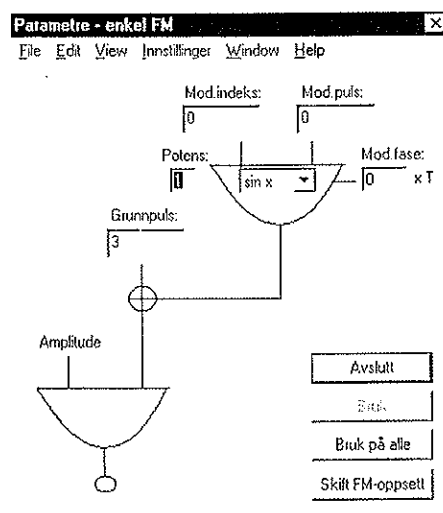 Parametre - enkel FM
File Edit View Innstillinger Window Help
Mod.indeks: Mod.puls:
0 0
Potens: Mod.fase:
1 sin x 0 x T
Grunnpuls:
3
Amplitude
Avslutt
Bruk
Bruk på alle
Skift FM-oppsett